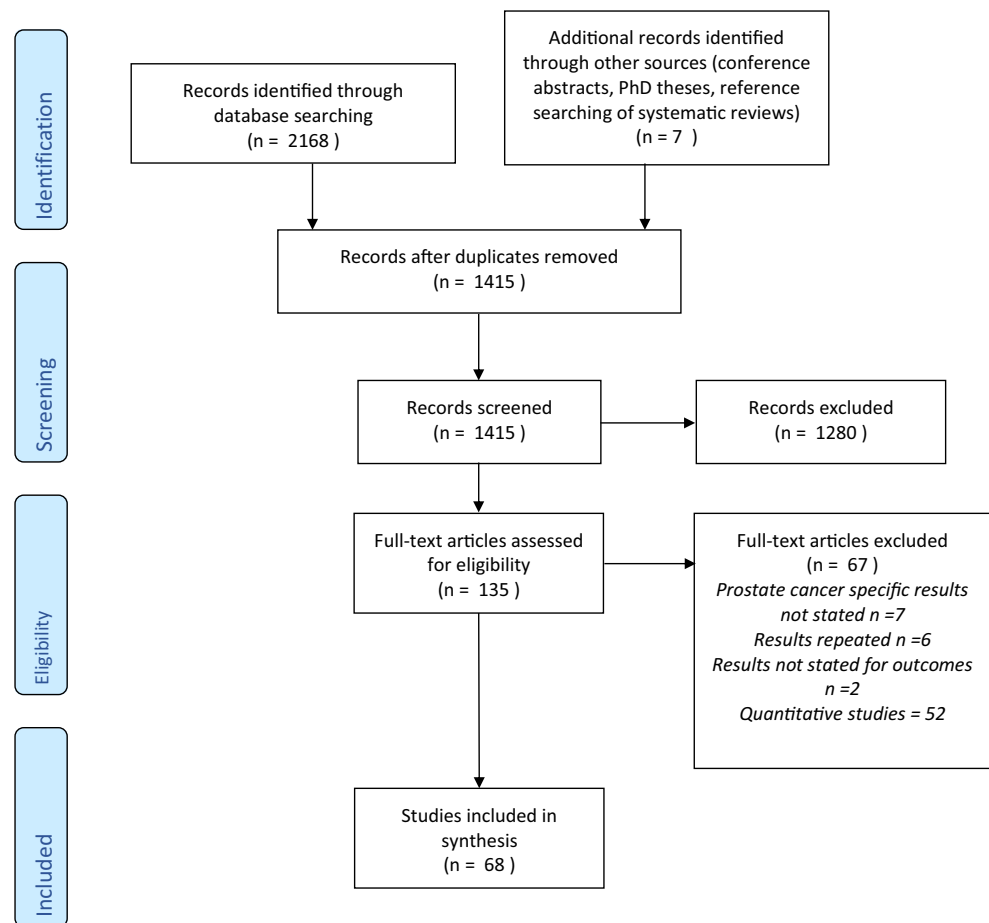 Identification
Records identified through
database searching
(n = 2168 )
Additional records identified
through other sources (conference
abstracts, PhD theses, reference
searching of systematic reviews)
(n = 7 )
Records after duplicates removed
(n = 1415 )
Screening
Records screened
(n = 1415 )
Records excluded
(n = 1280 )
Eligibility
Full-text articles assessed
for eligibility
(n = 135 )
Full-text articles excluded
(n = 67 )
Prostate cancer specific results
not stated n =7
Results repeated n =6
Results not stated for outcomes
n =2
Quantitative studies = 52
Included
Studies included in
synthesis
(n = 68 )